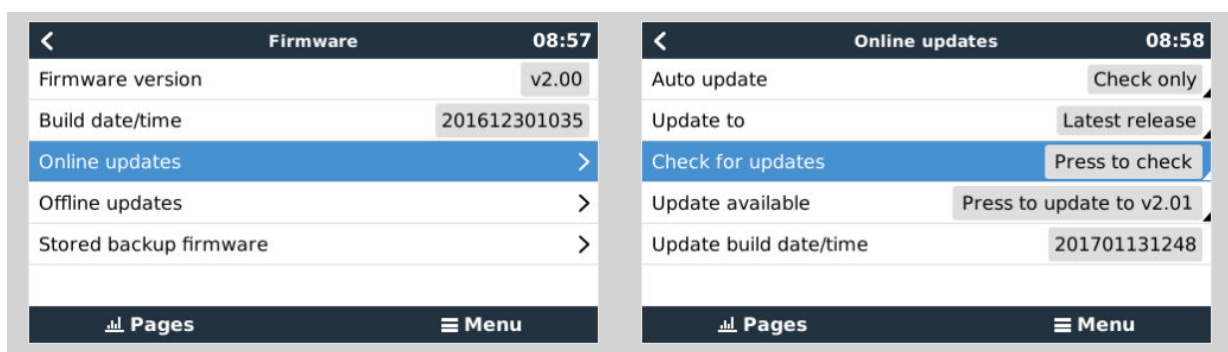 Firmware 08:57
Firmware version v2.00
Build date/time 201612301035
Online updates
Offline updates
Stored backup firmware
Pages Menu
Online updates 08:58
Auto update Check only
Update to Latest release
Check for updates Press to check
Update available Press to update to v2.01
Update build date/time 201701131248
Pages Menu